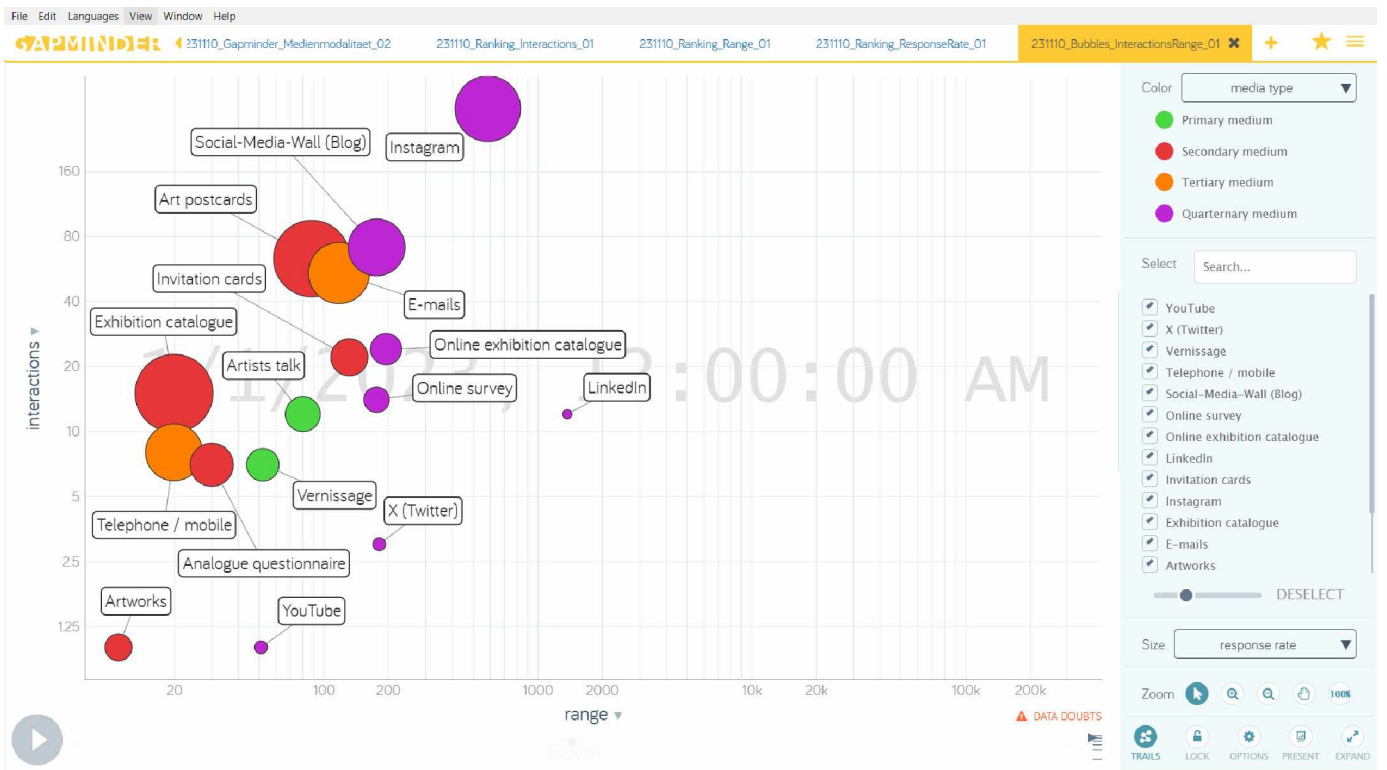 File Edit Languages View Window Help
GAPMINDER 231110_Gapminder_Medienmodalitaet_02 231110_Ranking_Interactions_01 231110_Ranking_Range_01 231110_Ranking_ResponseRate_01 231110_Bubbles_InteractionsRange_01
Color media type
Primary medium
Secondary medium
Tertiary medium
Quarternary medium
Select Search...
YouTube
X (Twitter)
Vernissage
Telephone / mobile
Social-Media-Wall (Blog)
Online survey
Online exhibition catalogue
LinkedIn
Invitation cards
Instagram
Exhibition catalogue
E-mails
Artworks
DESELECT
Size response rate
Zoom 100%
TRAILS LOCK OPTIONS PRESENT EXPAND
interactions
160
80
40
20
10
5
2.5
1.25
Social-Media-Wall (Blog)
Instagram
Art postcards
Invitation cards
E-mails
Exhibition catalogue
Online exhibition catalogue
Artists talk
Online survey
LinkedIn
Vernissage
X (Twitter)
Telephone / mobile
Analogue questionnaire
Artworks
YouTube
12:00:00 AM
20 100 200 1000 2000 10k 20k 100k 200k
range
DATA DOUBTS